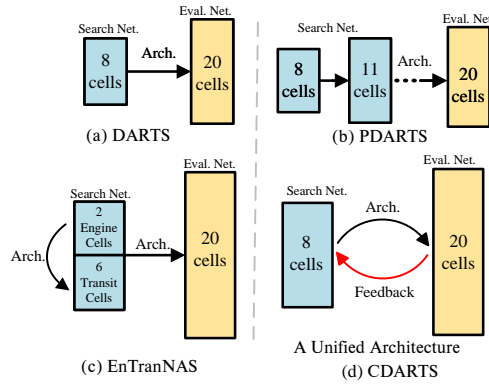 Search Net.
Eval. Net.
8
cells
Arch.
20
cells
(a) DARTS
Search Net.
Eval. Net.
8
cells
11
cells
Arch.
20
cells
(b) PDARTS
Search Net.
Eval. Net.
2
Engine
Cells
6
Transit
Cells
Arch.
Arch.
20
cells
(c) EnTranNAS
Search Net.
Eval. Net.
8
cells
Arch.
Feedback
20
cells
A Unified Architecture
(d) CDARTS